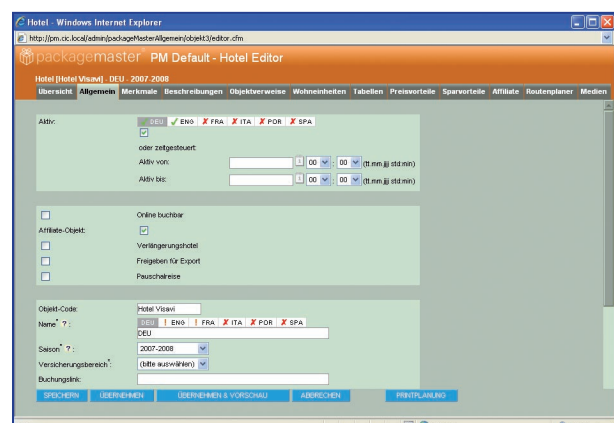 Hotel - Windows Internet Explorer
http://pm.cic.local/admin/packageMasterAllgemein/objekt3/editor.cfm
packagemaster° PM Default - Hotel Editor
Hotel [Hotel Visavi] - DEU - 2007-2008
Übersicht Allgemein Merkmale Beschreibungen Objektverweise Wohneinheiten Tabellen Preisvorteile Sparvorteile Affiliate Routenplaner Medien
Aktiv: DEU ENG FRA ITA POR SPA
oder zeitgesteuert:
Aktiv von: 00 : 00 (tt.mm.jjjj std:min)
Aktiv bis: 00 : 00 (tt.mm.jjjj std:min)
Online buchbar
Affiliate-Objekt:
Verlängerungshotel
Freigeben für Export
Pauschalreise
Objekt-Code: Hotel Visavi
Name* ? : DEU ! ENG ! FRA ITA POR SPA
DEU
Saison* ? : 2007-2008
Versicherungsbereich*: (bitte auswählen)
Buchungslink:
SPEICHERN ÜBERNEHMEN ÜBERNEHMEN & VORSCHAU ABBRECHEN PRINTPLANUNG